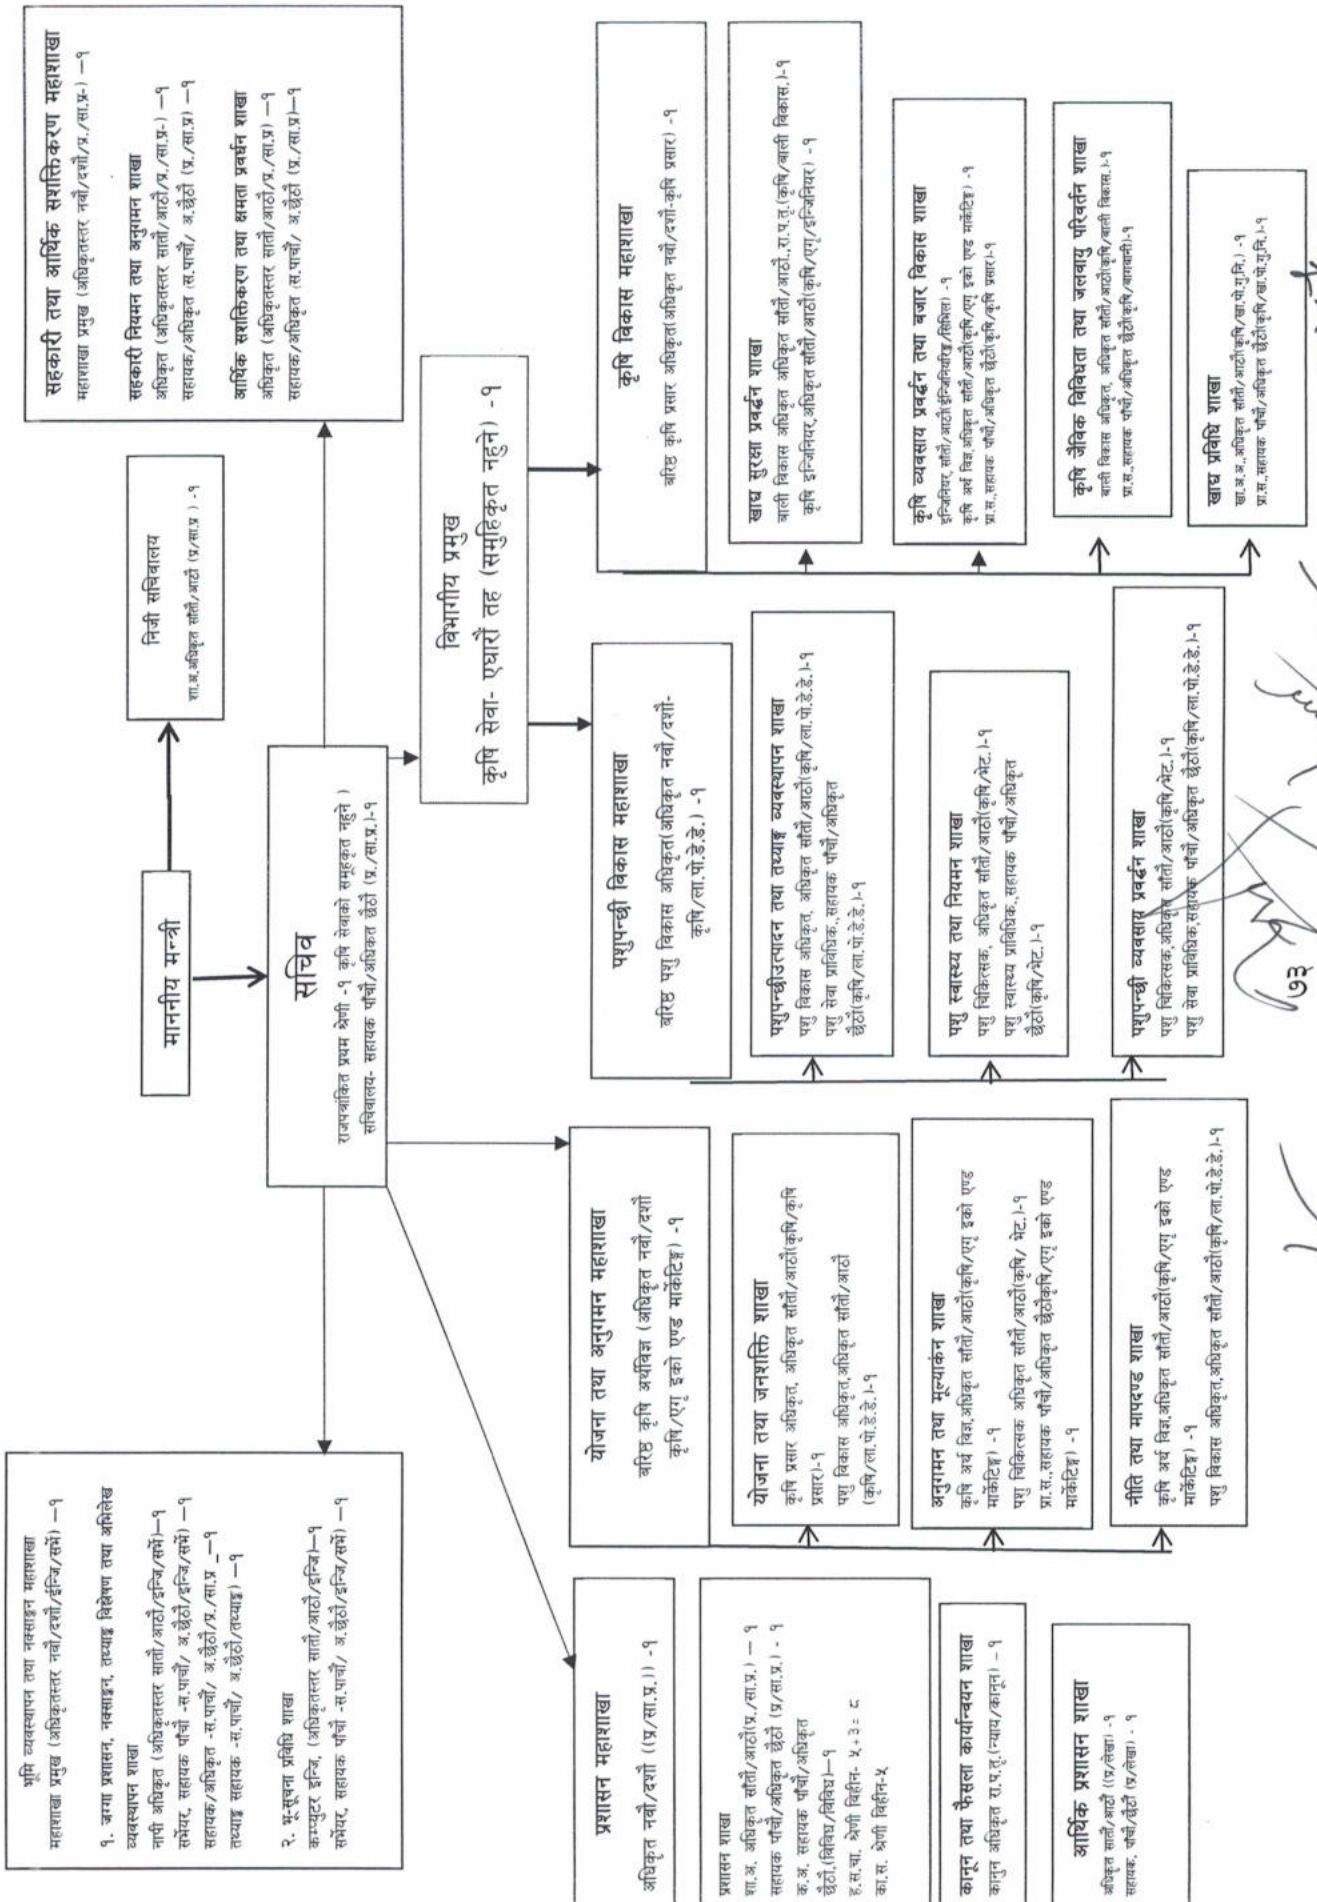 माननीय मन्त्री
निजी सचिवालय
शा.अ.अधिकृत सातौं/आठौं (प्र/सा.प्र ) -१
सचिव
राजपत्रांकित प्रथम श्रेणी -१ कृषि सेवाको समूहकृत नहुने )
सचिवालय- सहायक पाँचौं/अधिकत छैठौं (प्र./सा.प्र.)-१
भूमि व्यवस्थापन तथा नक्साङ्कन महाशाखा
महाशाखा प्रमुख (अधिकृतस्तर नवौं/दशौं/ईन्जि/सर्भे) —१
१. जग्गा प्रशासन, नक्साङ्कन, तथ्याङ्क विश्लेषण तथा अभिलेख
व्यवस्थापन शाखा
नापी अधिकृत (अधिकृतस्तर सातौं/आठौं/इन्जि/सर्भे)—१
सर्भेयर, सहायक पाँचौं -स.पाचौं/ अ.छैठौं/इन्जि/सर्भे) —१
सहायक/अधिकृत -स.पाचौं/ अ.छैठौं/प्र./सा.प्र _—१
तथ्याङ्क सहायक -स.पाचौं/ अ.छैठौं/तथ्याङ्क) —१
२. भू-सूचना प्रविधि शाखा
कम्प्युटर इन्जि, (अधिकृतस्तर सातौं/आठौं/इन्जि)—१
सर्भेयर, सहायक पाँचौं -स.पाचौं/ अ.छैठौं/इन्जि/सर्भे) —१
सहकारी तथा आर्थिक सशक्तिकरण महाशाखा
महाशाखा प्रमुख (अधिकृतस्तर नवौं/दशौं/प्र./सा.प्र-) —१
सहकारी नियमन तथा अनुगमन शाखा
अधिकृत (अधिकृतस्तर सातौं/आठौं/प्र./सा.प्र-) —१
सहायक/अधिकृत (स.पाचौं/ अ.छैठौं (प्र./सा.प्र) —१
आर्थिक सशक्तिकरण तथा क्षमता प्रवर्धन शाखा
अधिकृत (अधिकृतस्तर सातौं/आठौं/प्र./सा.प्र) —१
सहायक/अधिकृत (स.पाचौं/ अ.छैठौं (प्र./सा.प्र)—१
विभागीय प्रमुख
कृषि सेवा- एघारौं तह (समुहिकृत नहुने) -१
प्रशासन महाशाखा
अधिकृत नवौं/दशौं ((प्र/सा.प्र.)) -१
प्रशासन शाखा
शा.अ. अधिकृत सातौं/आठौं(प्र./सा.प्र.) — १
सहायक पाँचौं/अधिकृत छैठौं (प्र/सा.प्र.) - १
क.अ. सहायक पाँचौं/अधिकृत
छैठौं,(विविध/विविध)—१
ह.स.चा. श्रेणी विहीन- ५+३ = ८
का.स. श्रेणी विहीन-५
कानून तथा फैसला कार्यान्वयन शाखा
कानुन अधिकृत रा.प.तृ.(न्याय/कानून) – १
आर्थिक प्रशासन शाखा
अधिकृत सातौं/आठौं ((प्र/लेखा) -१
सहायक. पाँचौं/छैठौं (प्र/लेखा) - १
योजना तथा अनुगमन महाशाखा
बरिष्ठ कृषि अर्थविज्ञ (अधिकृत नवौं/दशौं
कृषि/एगृ इको एण्ड मार्केटिङ्ग) -१
योजना तथा जनशक्ति शाखा
कृषि प्रसार अधिकृत, अधिकृत सातौं/आठौं(कृषि/कृषि
प्रसार)-१
पशु विकास अधिकृत,अधिकृत सातौं/आठौं
(कृषि/ला.पो.डे.डे.)-१
अनुगमन तथा मूल्यांकन शाखा
कृषि अर्थ विज्ञ,अधिकृत सातौं/आठौं(कृषि/एगृ इको एण्ड
मार्केटिङ्ग) -१
पशु चिकित्सक अधिकृत सातौं/आठौं(कृषि/ भेट.)-१
प्रा.स.,सहायक पाँचौं/अधिकृत छैठौंकृषि/एगृ इको एण्ड
मार्केटिङ्ग) -१
नीति तथा मापदण्ड शाखा
कृषि अर्थ विज्ञ,अधिकृत सातौं/आठौं(कृषि/एगृ इको एण्ड
मार्केटिङ्ग) -१
पशु विकास अधिकृत,अधिकृत सातौं/आठौं(कृषि/ला.पो.डे.डे.)-१
पशुपन्छी विकास महाशाखा
बरिष्ठ पशु विकास अधिकृत(अधिकृत नवौं/दशौं-
कृषि/ला.पो.डे.डे.) -१
पशुपन्छीउत्पादन तथा तथ्याङ्क व्यवस्थापन शाखा
पशु विकास अधिकृत, अधिकृत सातौं/आठौं(कृषि/ला.पो.डे.डे.)-१
पशु सेवा प्राविधिक.,सहायक पाँचौं/अधिकृत
छैठौं(कृषि/ला.पो.डे.डे.)-१
पशु स्वास्थ्य तथा नियमन शाखा
पशु चिकित्सक, अधिकृत सातौं/आठौं(कृषि/भेट.)-१
पशु स्वास्थ्य प्राविधिक.,सहायक पाँचौं/अधिकृत
छैठौं(कृषि/भेट.)-१
पशुपन्छी व्यवसाय प्रवर्द्धन शाखा
पशु चिकित्सक,अधिकृत सातौं/आठौं(कृषि/भेट.)-१
पशु सेवा प्राविधिक,सहायक पाँचौं/अधिकृत छैठौं(कृषि/ला.पो.डे.डे.)-१
कृषि विकास महाशाखा
बरिष्ठ कृषि प्रसार अधिकृत(अधिकृत नवौं/दशौं-कृषि प्रसार) -१
खाद्य सुरक्षा प्रवर्द्धन शाखा
बाली विकास अधिकृत अधिकृत सातौं/आठौं,.रा.प.तृ.(कृषि/बाली विकास.)-१
कृषि इन्जिनियर,अधिकृत सातौं/आठौं(कृषि/एगृ/इन्जिनियर) -१
कृषि व्यवसाय प्रवर्द्धन तथा बजार विकास शाखा
इन्जिनियर, सातौं/आठौं(ईन्जिनियरिङ्ग/सिभिल) -१
कृषि अर्थ विज्ञ,अधिकृत सातौं/आठौं(कृषि/एगृ इको एण्ड मार्केटिङ्ग) -१
प्रा.स.,सहायक पाँचौं/अधिकृत छैठौं(कृषि/कृषि प्रसार)-१
कृषि जैविक विविधता तथा जलवायु परिवर्तन शाखा
बाली विकास अधिकृत, अधिकृत सातौं/आठौं(कृषि/बाली विकास.)-१
प्रा.स.,सहायक पाँचौं/अधिकृत छैठौं(कृषि/बागवानी)-१
खाद्य प्रविधि शाखा
खा.अ.अ.,अधिकृत सातौं/आठौं(कृषि/खा.पो.गु.नि.) -१
प्रा.स.,सहायक पाँचौं/अधिकृत छैठौं(कृषि/खा.पो.गु.नि.)-१
७३